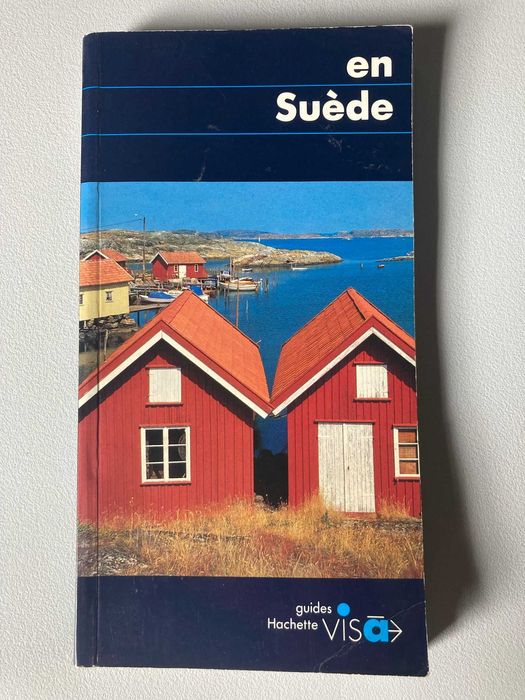 en
Suède
guides
Hachette visa